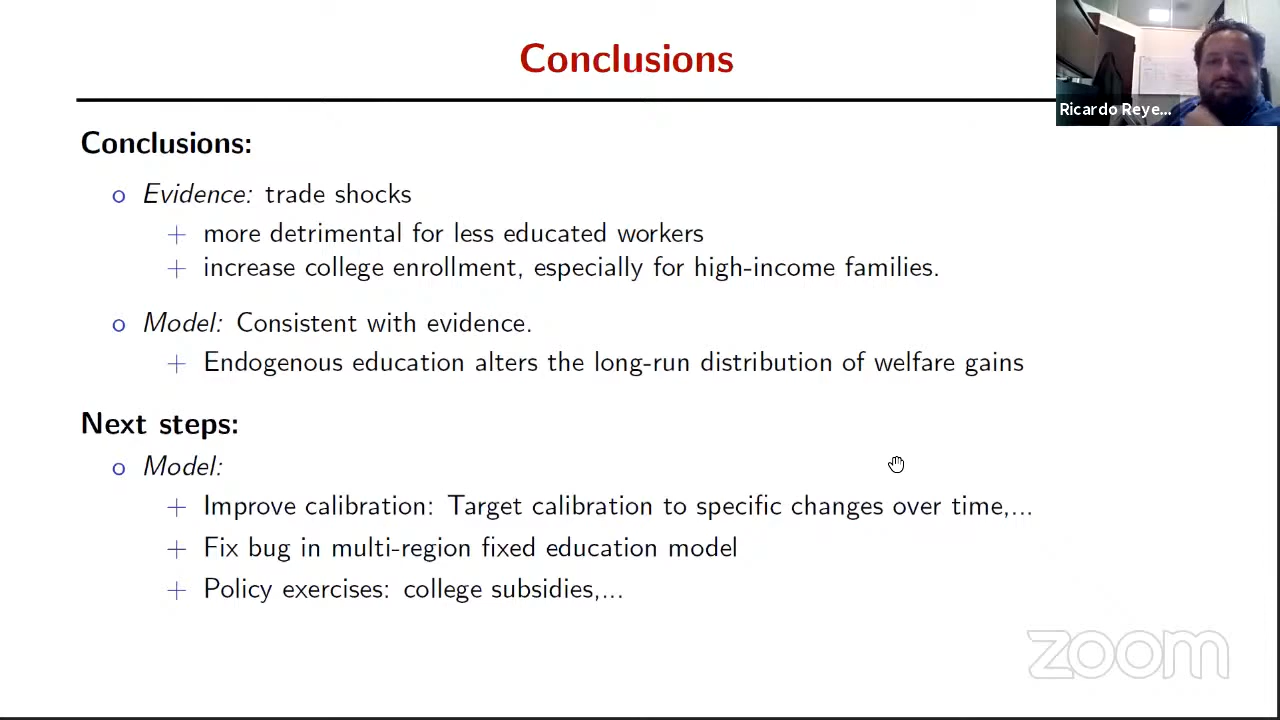 Conclusions
Ricardo Reye...
Conclusions:
o Evidence: trade shocks
+ more detrimental for less educated workers
+ increase college enrollment, especially for high-income families.
o Model: Consistent with evidence.
+ Endogenous education alters the long-run distribution of welfare gains
Next steps:
o Model:
+ Improve calibration: Target calibration to specific changes over time,...
+ Fix bug in multi-region fixed education model
+ Policy exercises: college subsidies,...
zoom